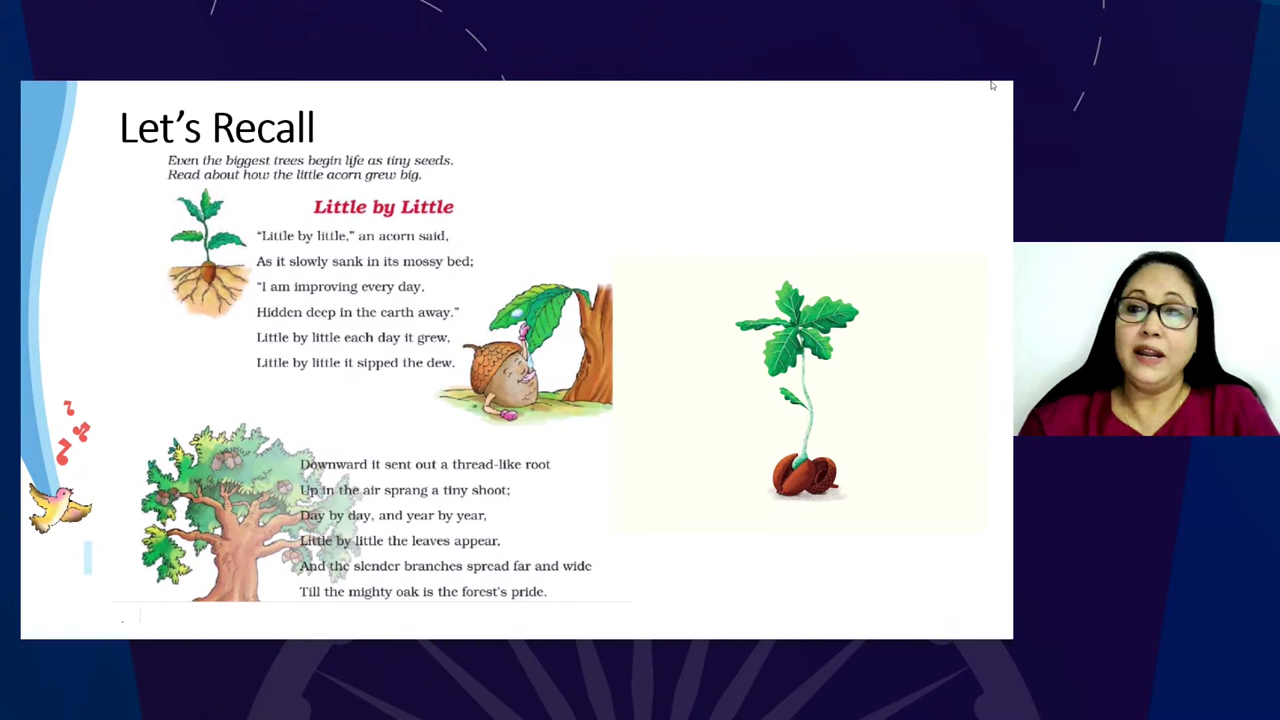 Let's Recall
Even the biggest trees begin life as tiny seeds.
Read about how the little acorn grew big.
Little by Little
“Little by little,” an acorn said,
As it slowly sank in its mossy bed;
“I am improving every day,
Hidden deep in the earth away.”
Little by little each day it grew,
Little by little it sipped the dew.
Downward it sent out a thread-like root
Up in the air sprang a tiny shoot;
Day by day, and year by year,
Little by little the leaves appear,
And the slender branches spread far and wide
Till the mighty oak is the forest's pride.